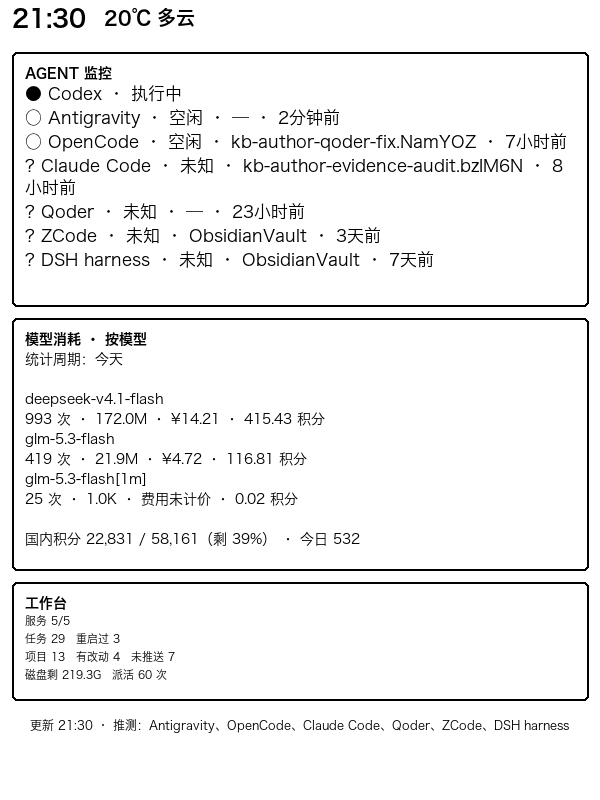 21:30 20℃ 多云
AGENT 监控
● Codex · 执行中
○ Antigravity · 空闲 · — · 2分钟前
○ OpenCode · 空闲 · kb-author-qoder-fix.NamYOZ · 7小时前
? Claude Code · 未知 · kb-author-evidence-audit.bzlM6N · 8
小时前
? Qoder · 未知 · — · 23小时前
? ZCode · 未知 · ObsidianVault · 3天前
? DSH harness · 未知 · ObsidianVault · 7天前
模型消耗 · 按模型
统计周期：今天
deepseek-v4.1-flash
993 次 · 172.0M · ¥14.21 · 415.43 积分
glm-5.3-flash
419 次 · 21.9M · ¥4.72 · 116.81 积分
glm-5.3-flash[1m]
25 次 · 1.0K · 费用未计价 · 0.02 积分
国内积分 22,831 / 58,161（剩 39%） · 今日 532
工作台
服务 5/5
任务 29 重启过 3
项目 13 有改动 4 未推送 7
磁盘剩 219.3G 派活 60 次
更新 21:30 · 推测：Antigravity、OpenCode、Claude Code、Qoder、ZCode、DSH harness